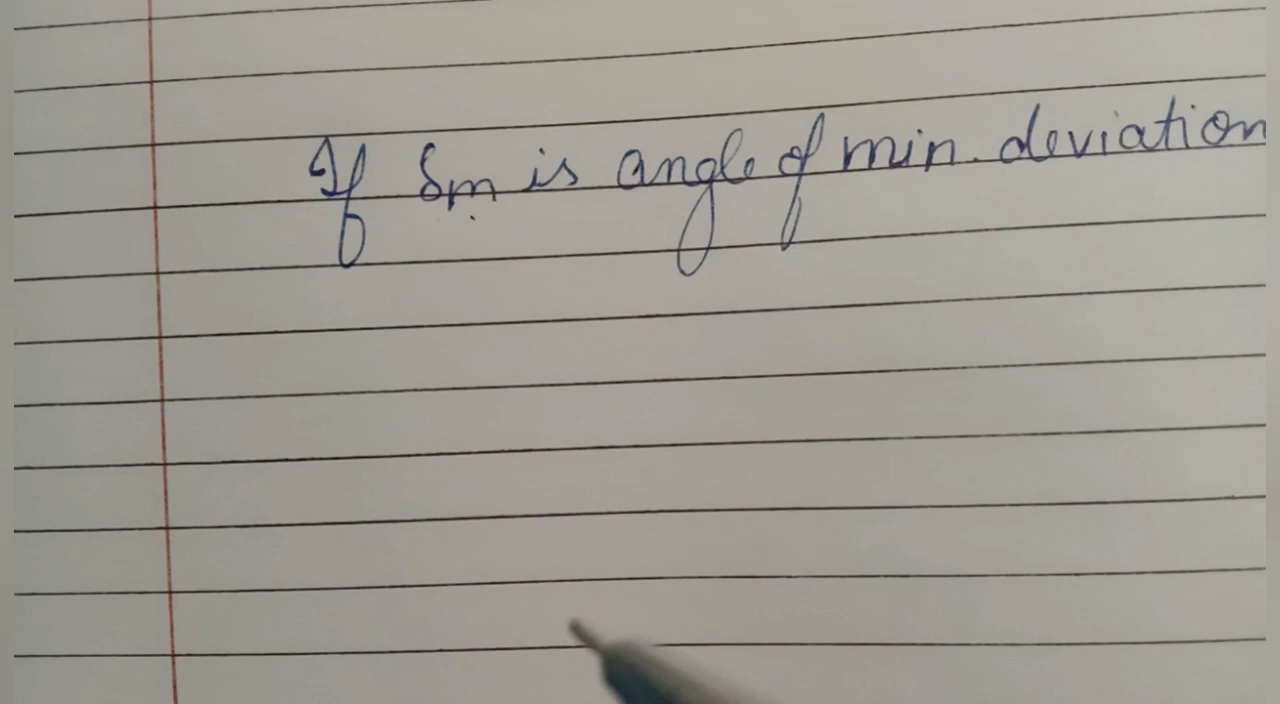 If δm is angle of min. deviation